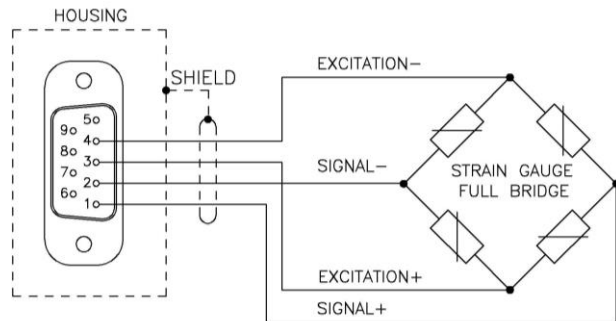 HOUSING
SHIELD
EXCITATION−
5
9
4
8
3
7
2
6
1
SIGNAL−
STRAIN GAUGE
FULL BRIDGE
EXCITATION+
SIGNAL+